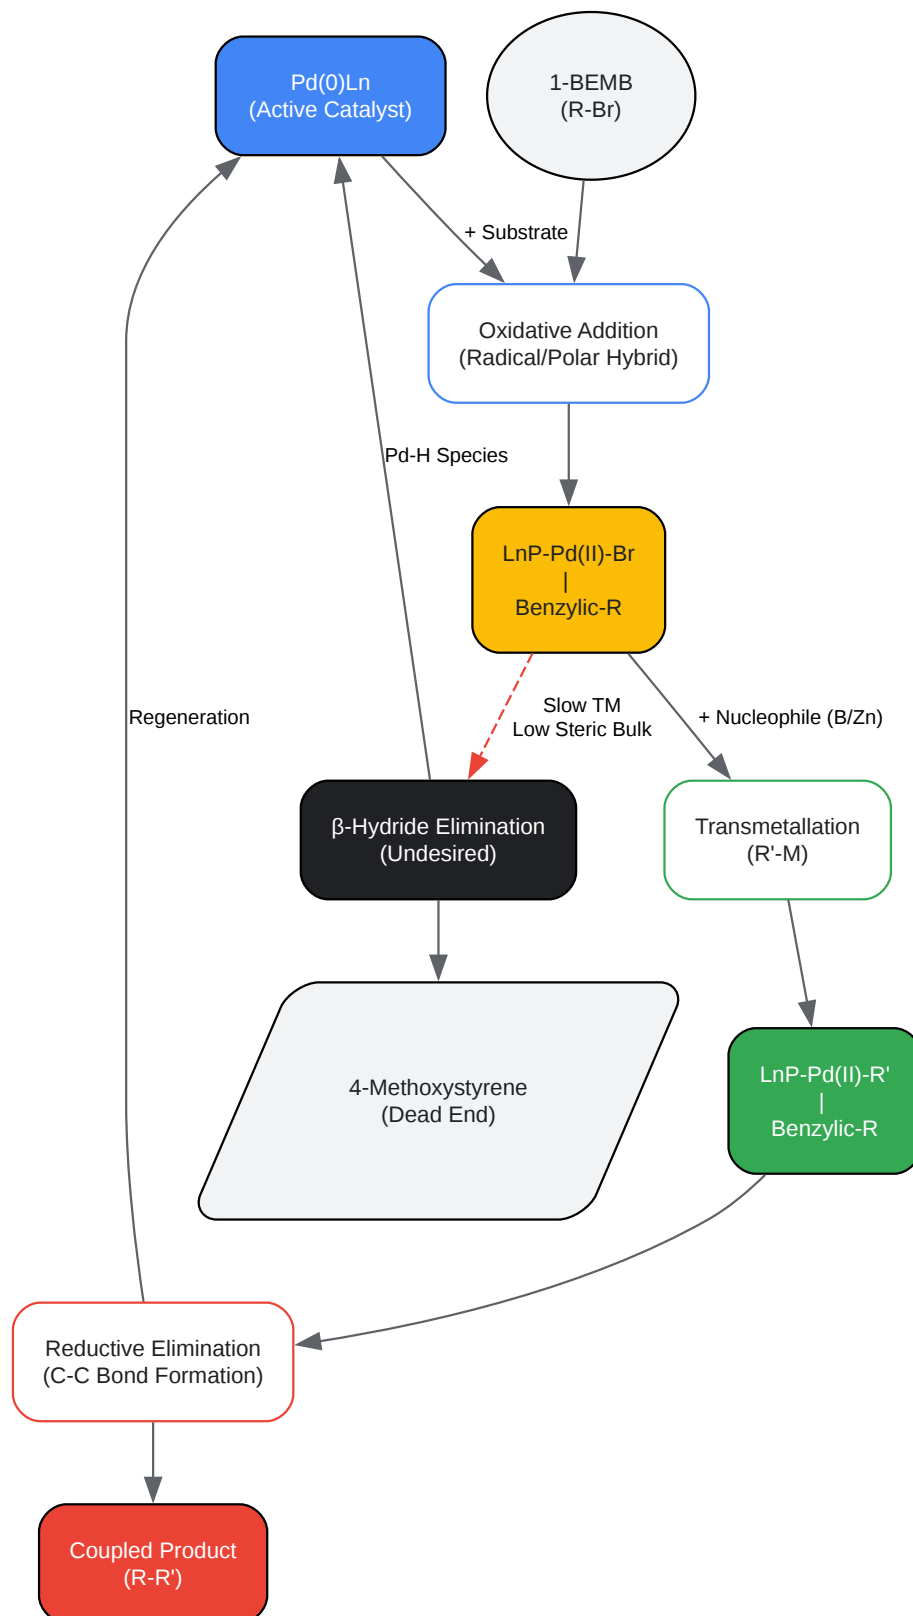 Pd(0)Ln
(Active Catalyst)
1-BEMB
(R-Br)
+ Substrate
Oxidative Addition
(Radical/Polar Hybrid)
Pd-H Species
LnP-Pd(II)-Br
|
Benzylic-R
Regeneration
Slow TM
Low Steric Bulk
+ Nucleophile (B/Zn)
β-Hydride Elimination
(Undesired)
Transmetallation
(R'-M)
4-Methoxystyrene
(Dead End)
LnP-Pd(II)-R'
|
Benzylic-R
Reductive Elimination
(C-C Bond Formation)
Coupled Product
(R-R')